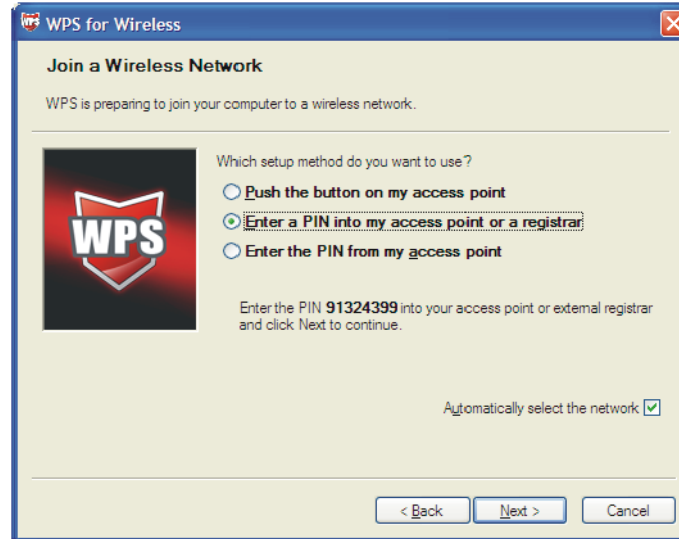 WPS for Wireless
Join a Wireless Network
WPS is preparing to join your computer to a wireless network.
Which setup method do you want to use?
Push the button on my access point
WPS
Enter a PIN into my access point or a registrar
Enter the PIN from my access point
Enter the PIN 91324399 into your access point or external registrar
and click Next to continue.
Automatically select the network
< Back Next > Cancel